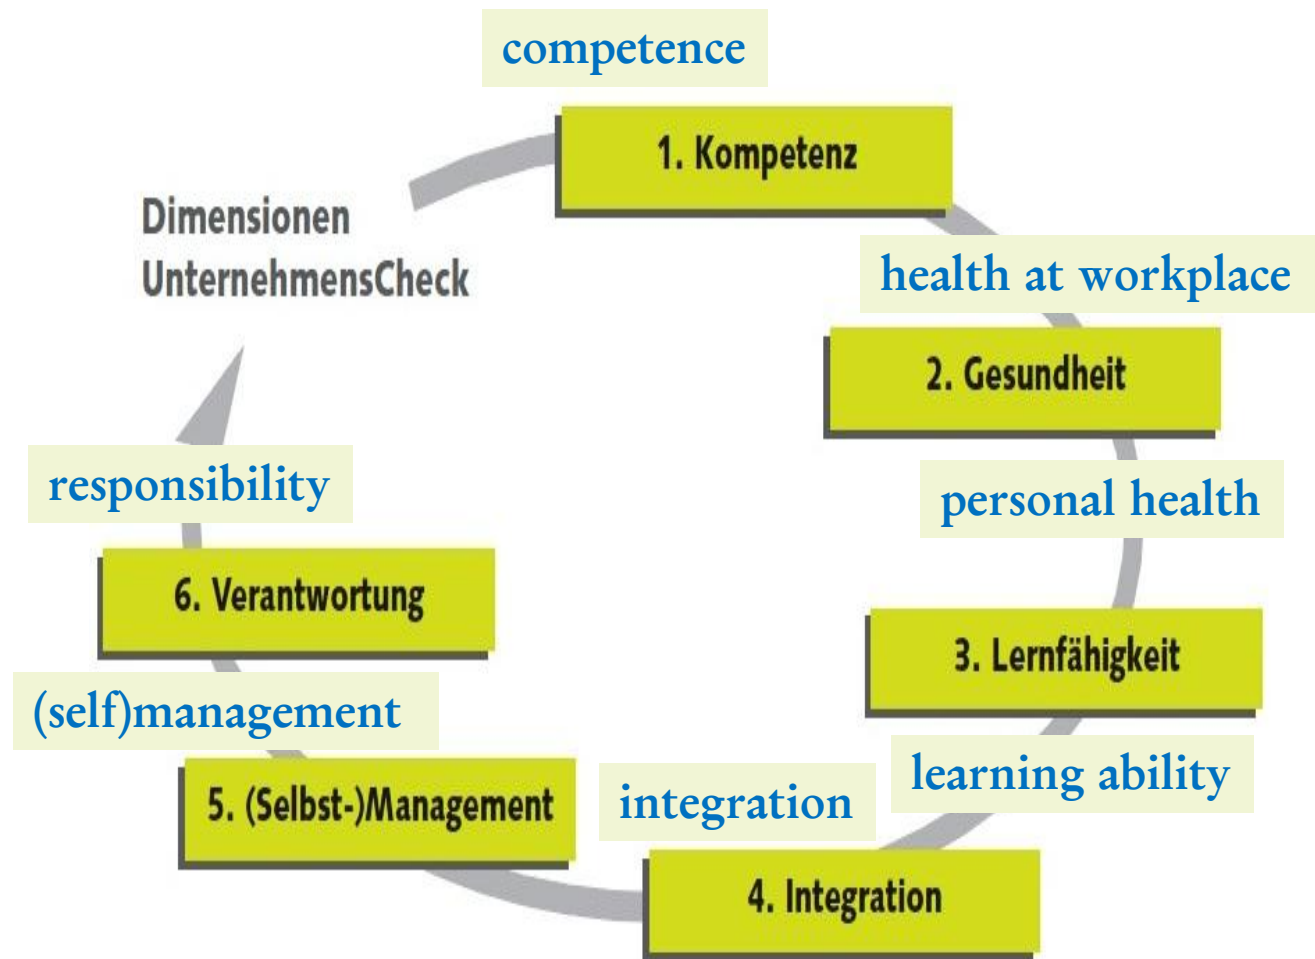 competence
1. Kompetenz
Dimensionen
UnternehmensCheck
health at workplace
2. Gesundheit
personal health
3. Lernfähigkeit
learning ability
integration
4. Integration
(self)management
5. (Selbst-)Management
responsibility
6. Verantwortung